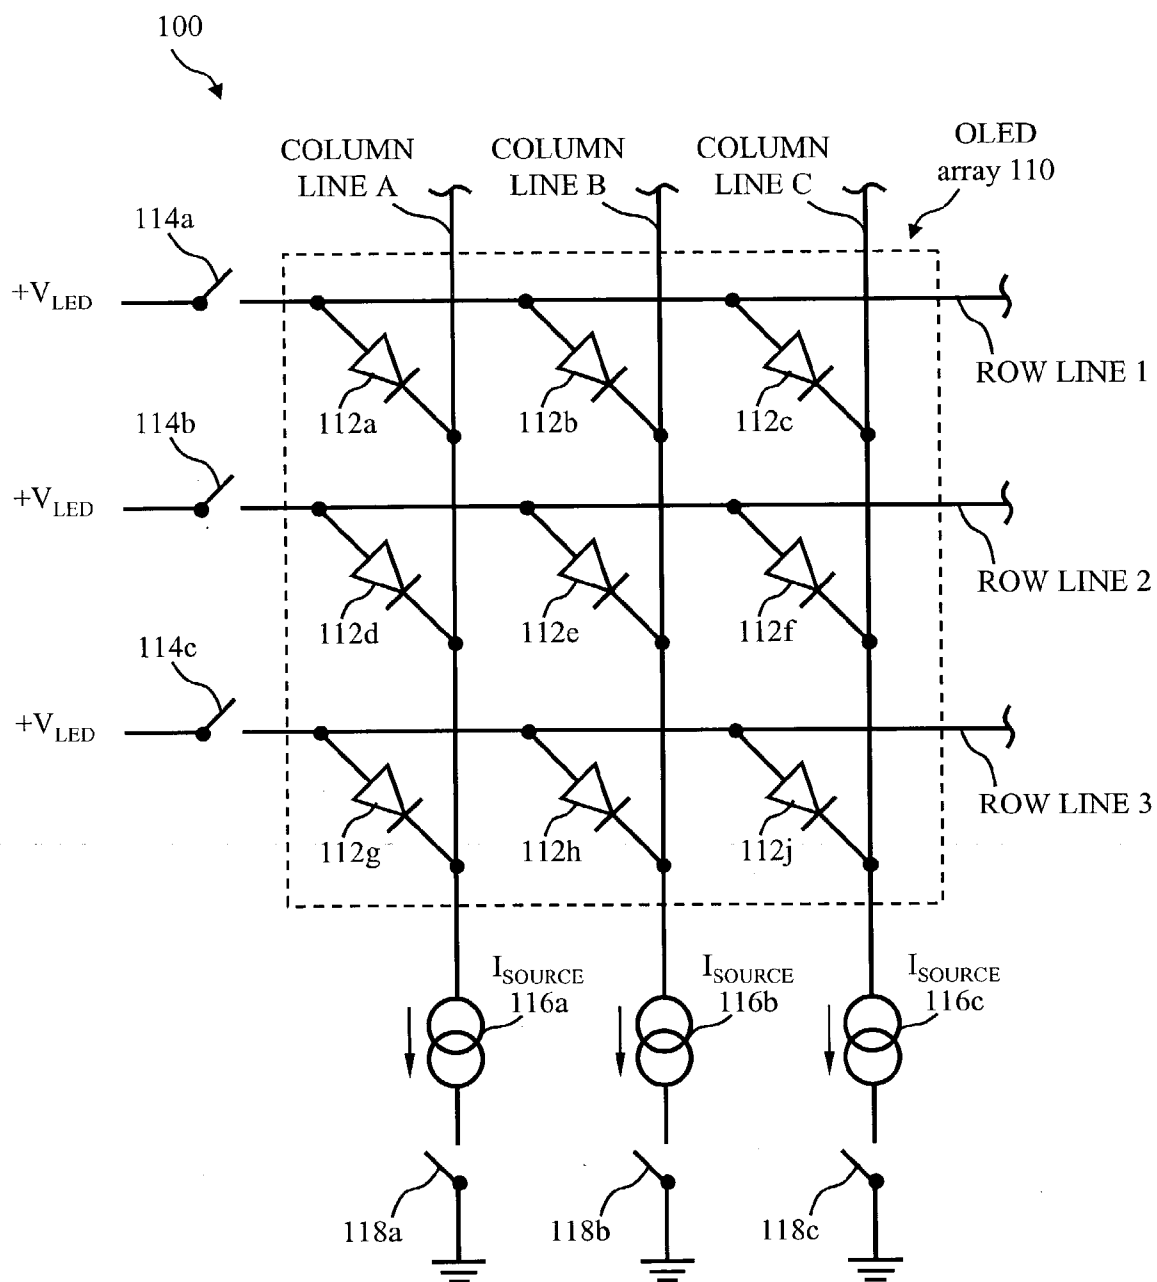 100
OLED
array 110
COLUMN
LINE A
COLUMN
LINE B
COLUMN
LINE C
114a
+VLED
ROW LINE 1
112a
112b
112c
114b
+VLED
ROW LINE 2
112d
112e
112f
114c
+VLED
ROW LINE 3
112g
112h
112j
ISOURCE
116a
ISOURCE
116b
ISOURCE
116c
118a
118b
118c